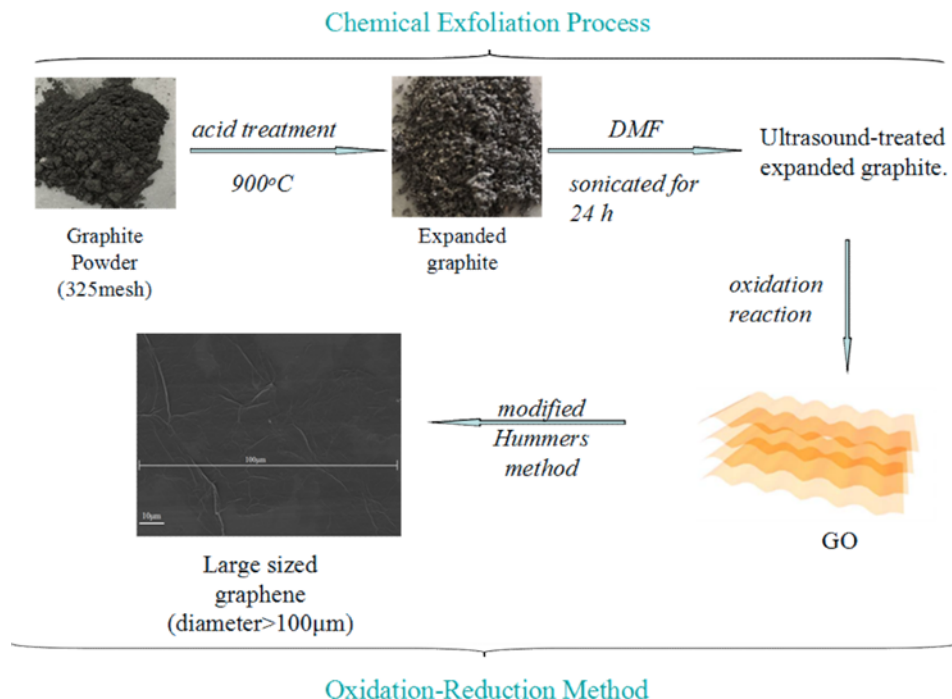 Chemical Exfoliation Process
acid treatment
900°C
DMF
sonicated for
24 h
Ultrasound-treated
expanded graphite.
Graphite
Powder
(325mesh)
Expanded
graphite
oxidation
reaction
modified
Hummers
method
100μm
10μm
GO
Large sized
graphene
(diameter>100μm)
Oxidation-Reduction Method